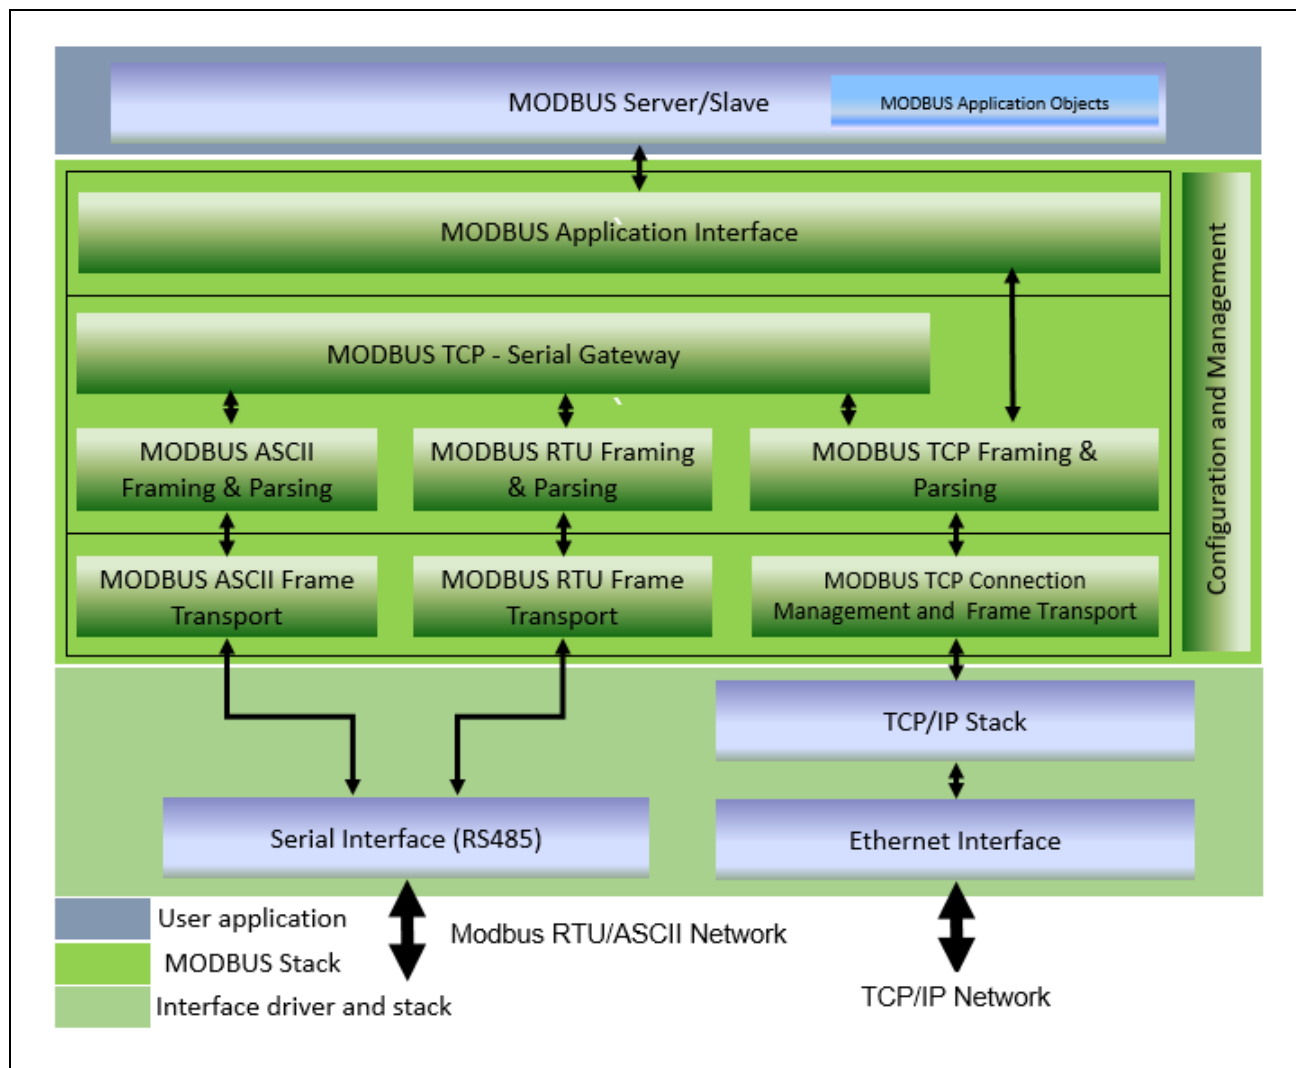 MODBUS Server/Slave
MODBUS Application Objects
MODBUS Application Interface
MODBUS TCP - Serial Gateway
MODBUS ASCII
Framing & Parsing
MODBUS RTU Framing
& Parsing
MODBUS TCP Framing &
Parsing
MODBUS ASCII Frame
Transport
MODBUS RTU Frame
Transport
MODBUS TCP Connection
Management and Frame Transport
Configuration and Management
TCP/IP Stack
Serial Interface (RS485)
Ethernet Interface
User application
MODBUS Stack
Interface driver and stack
Modbus RTU/ASCII Network
TCP/IP Network